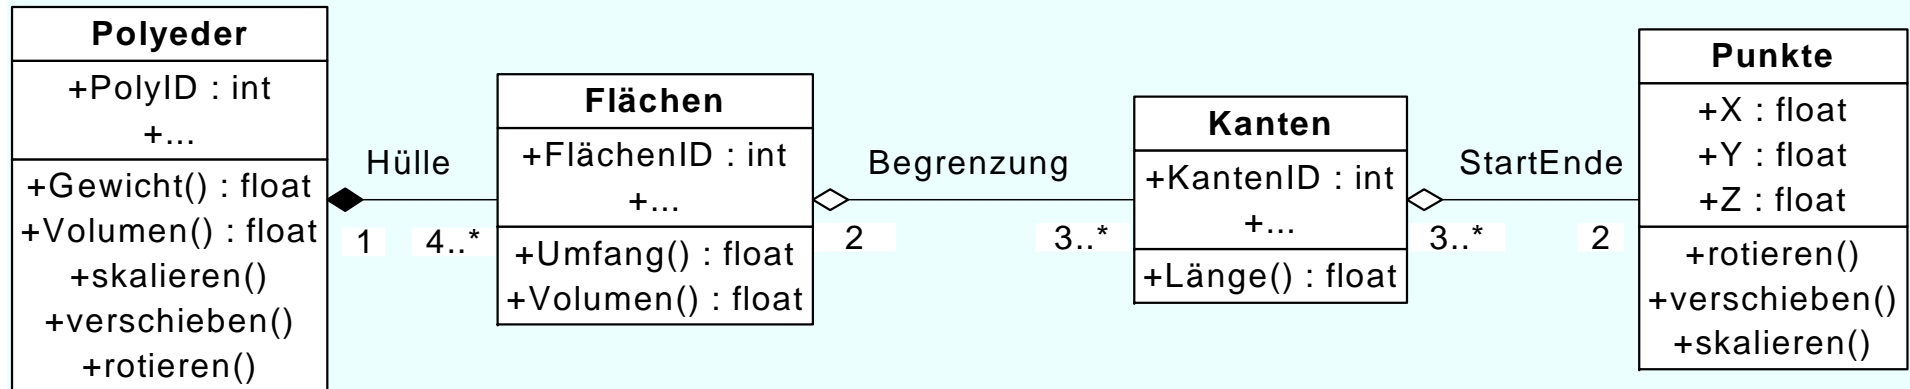 Polyeder
+PolyID : int
+...
+Gewicht() : float
+Volumen() : float
+skalieren()
+verschieben()
+rotieren()
Hülle
1
4..*
Flächen
+FlächenID : int
+...
+Umfang() : float
+Volumen() : float
Begrenzung
2
3..*
Kanten
+KantenID : int
+...
+Länge() : float
StartEnde
3..*
2
Punkte
+X : float
+Y : float
+Z : float
+rotieren()
+verschieben()
+skalieren()